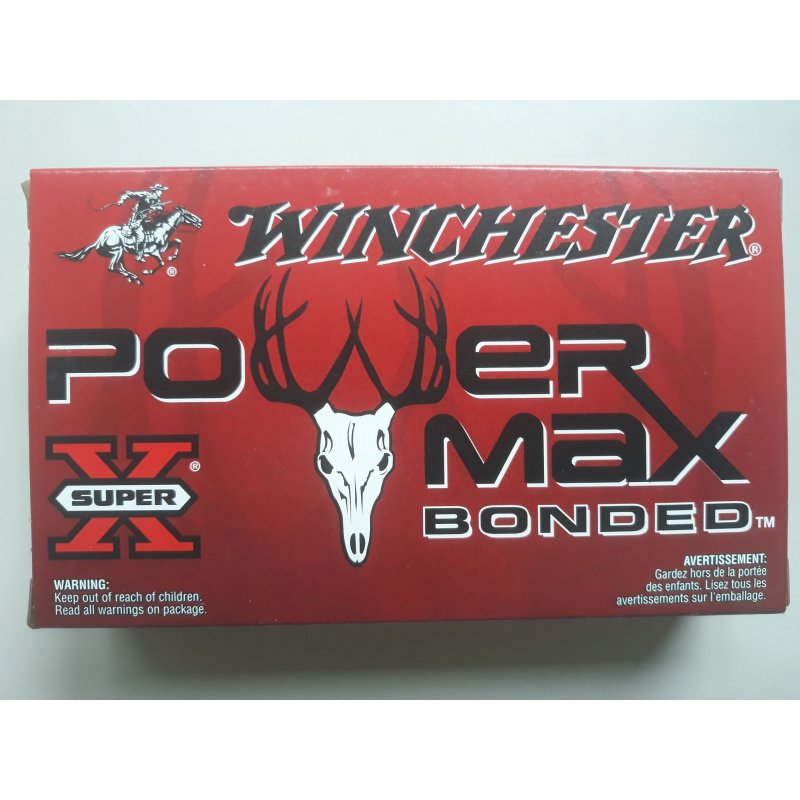 WINCHESTER®
®
POWER
MAX
BONDED™
X®
SUPER
WARNING:
Keep out of reach of children.
Read all warnings on package.
AVERTISSEMENT:
Gardez hors de la portée
des enfants. Lisez tous les
avertissements sur l'emballage.